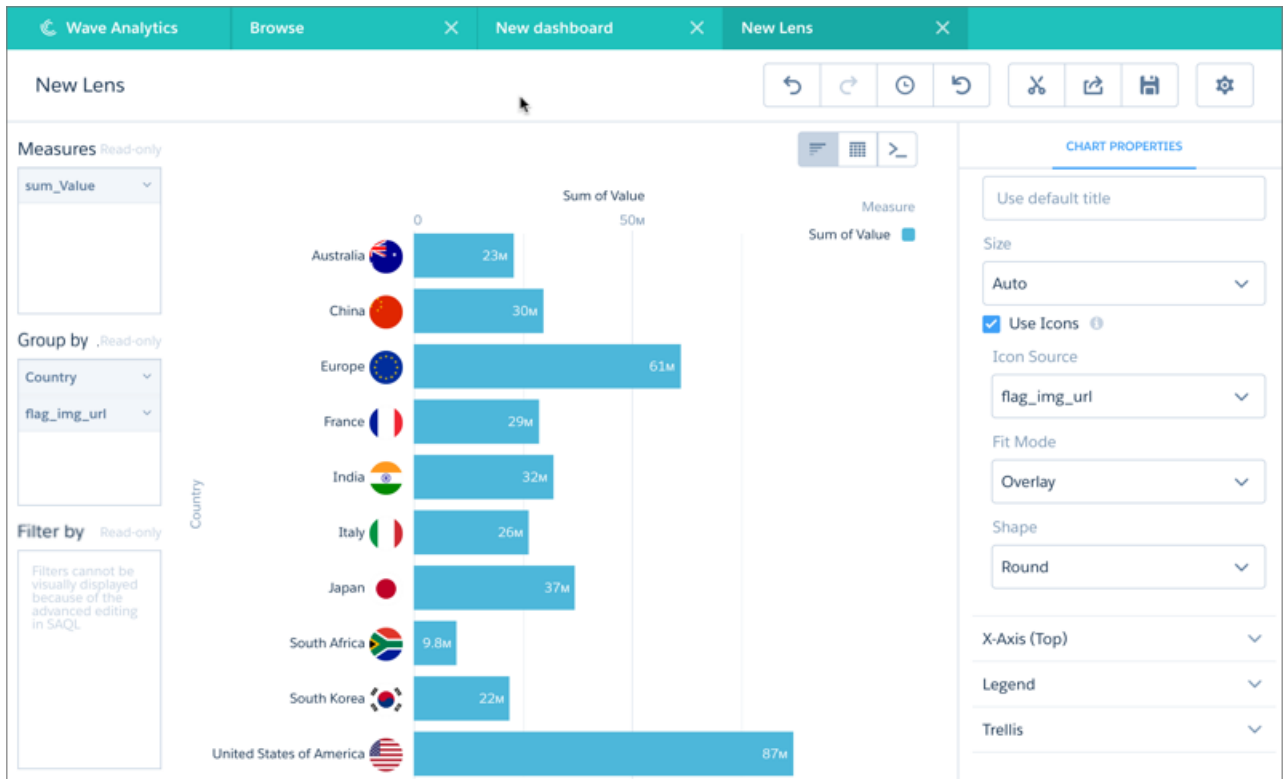 Wave Analytics
Browse
New dashboard
New Lens
New Lens
Measures Read-only
sum_Value
Group by Read-only
Country
flag_img_url
Filter by Read-only
Filters cannot be
visually displayed
because of the
advanced editing
in SAQL
Sum of Value
0
50M
Measure
Sum of Value
Country
Australia 23M
China 30M
Europe 61M
France 29M
India 32M
Italy 26M
Japan 37M
South Africa 9.8M
South Korea 22M
United States of America 87M
CHART PROPERTIES
Use default title
Size
Auto
Use Icons
Icon Source
flag_img_url
Fit Mode
Overlay
Shape
Round
X-Axis (Top)
Legend
Trellis